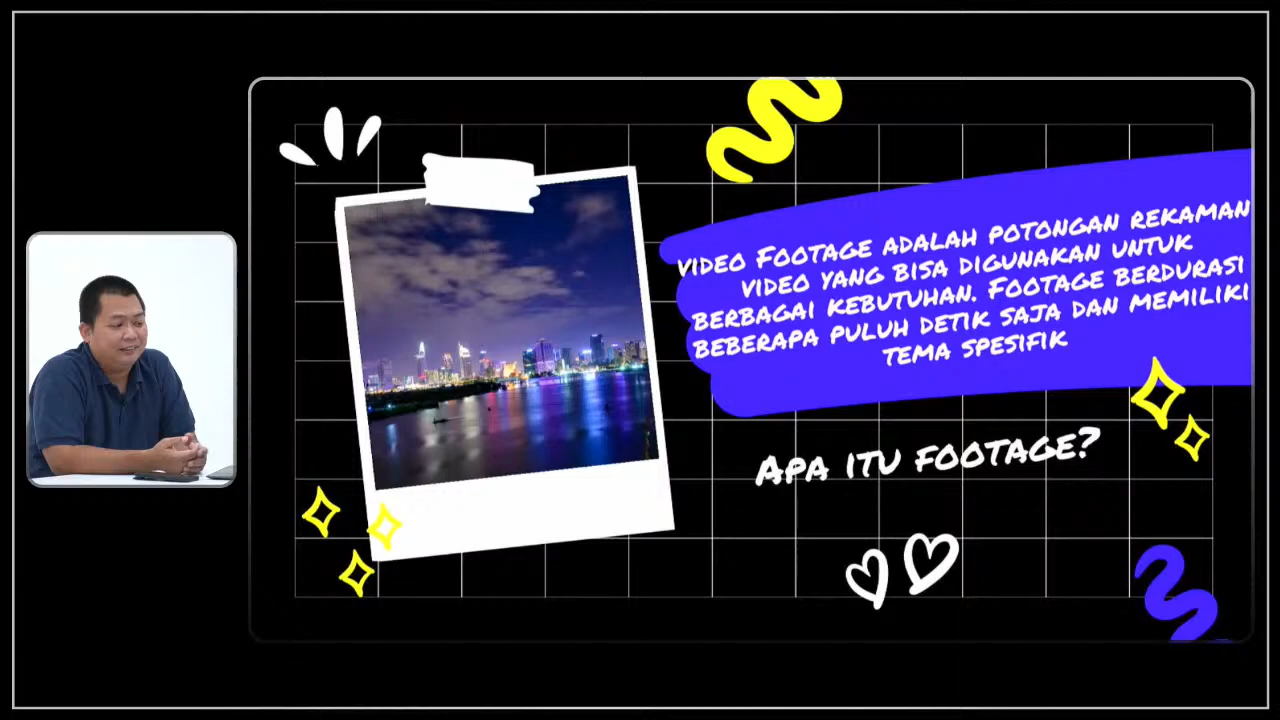 VIDEO FOOTAGE ADALAH POTONGAN REKAMAN
VIDEO YANG BISA DIGUNAKAN UNTUK
BERBAGAI KEBUTUHAN. FOOTAGE BERDURASI
BEBERAPA PULUH DETIK SAJA DAN MEMILIKI
TEMA SPESIFIK
APA ITU FOOTAGE?